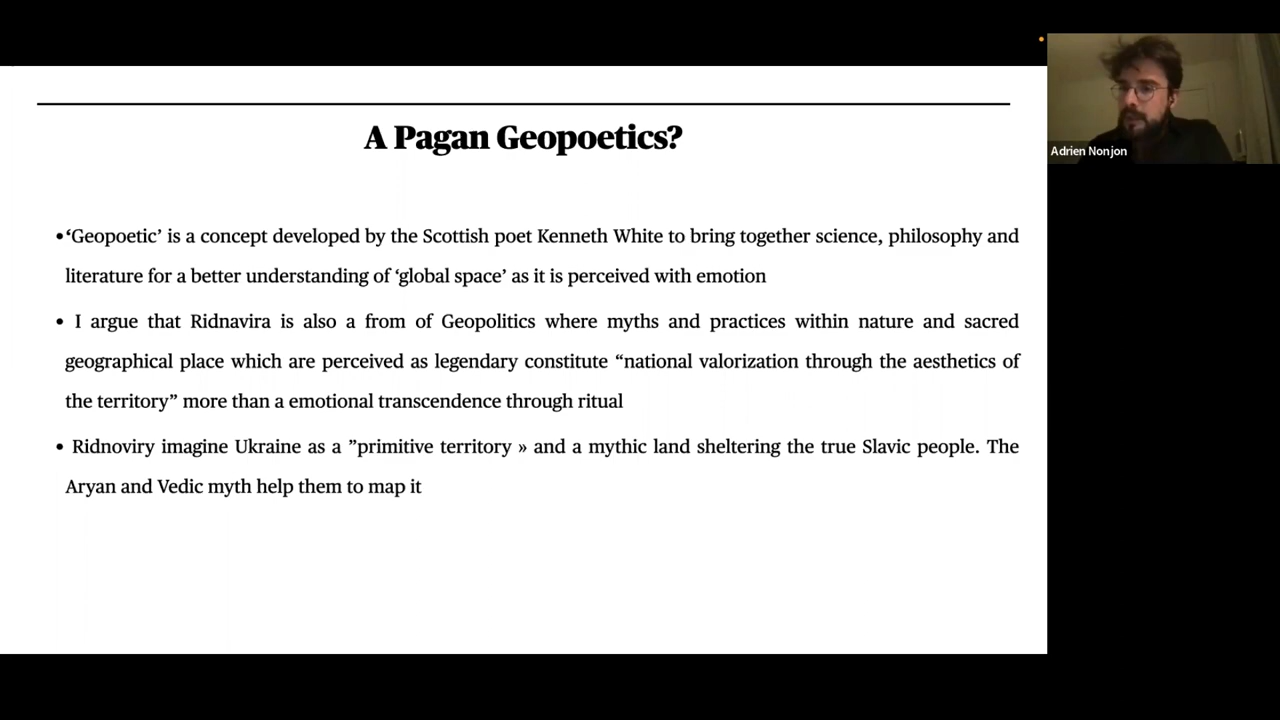 A Pagan Geopoetics?
•‘Geopoetic’ is a concept developed by the Scottish poet Kenneth White to bring together science, philosophy and
literature for a better understanding of ‘global space’ as it is perceived with emotion
• I argue that Ridnavira is also a from of Geopolitics where myths and practices within nature and sacred
geographical place which are perceived as legendary constitute “national valorization through the aesthetics of
the territory” more than a emotional transcendence through ritual
• Ridnoviry imagine Ukraine as a ”primitive territory » and a mythic land sheltering the true Slavic people. The
Aryan and Vedic myth help them to map it
Adrien Nonjon